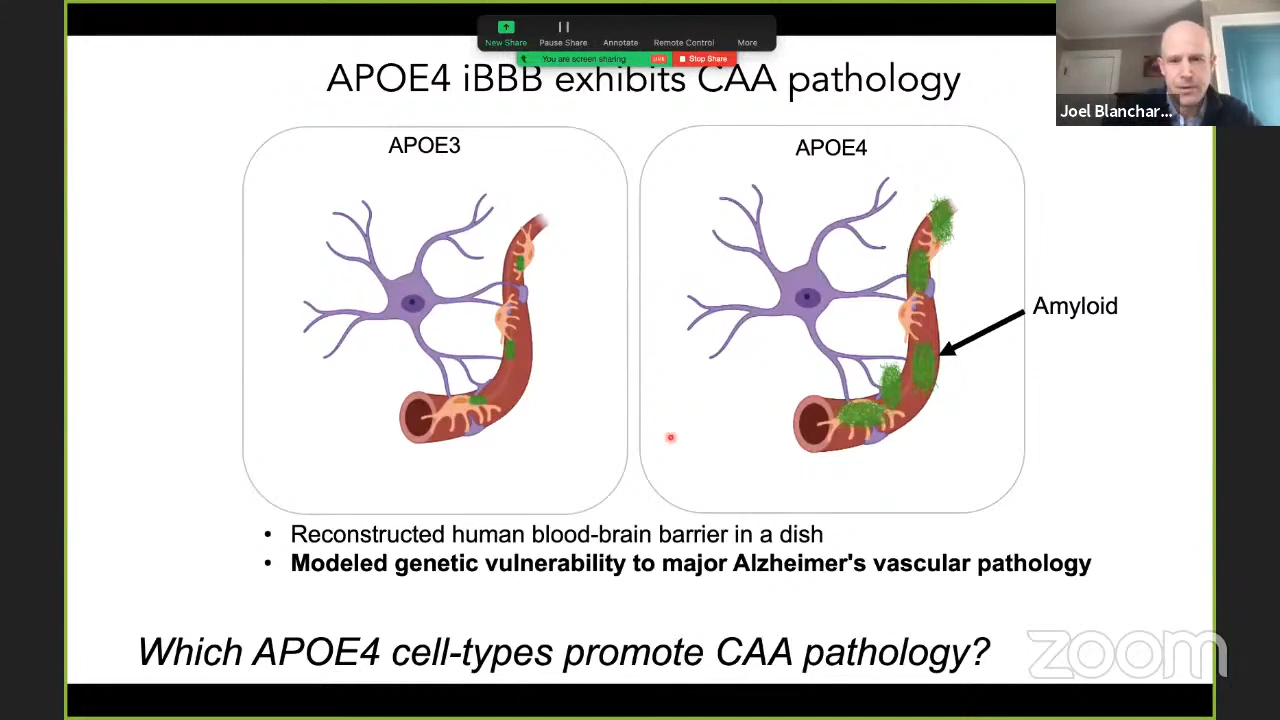 New Share
Pause Share
Annotate
Remote Control
More
You are screen sharing
LIVE
Stop Share
Joel Blanchar...
APOE4 iBBB exhibits CAA pathology
APOE3
APOE4
Amyloid
• Reconstructed human blood-brain barrier in a dish
• Modeled genetic vulnerability to major Alzheimer's vascular pathology
Which APOE4 cell-types promote CAA pathology?
zoom